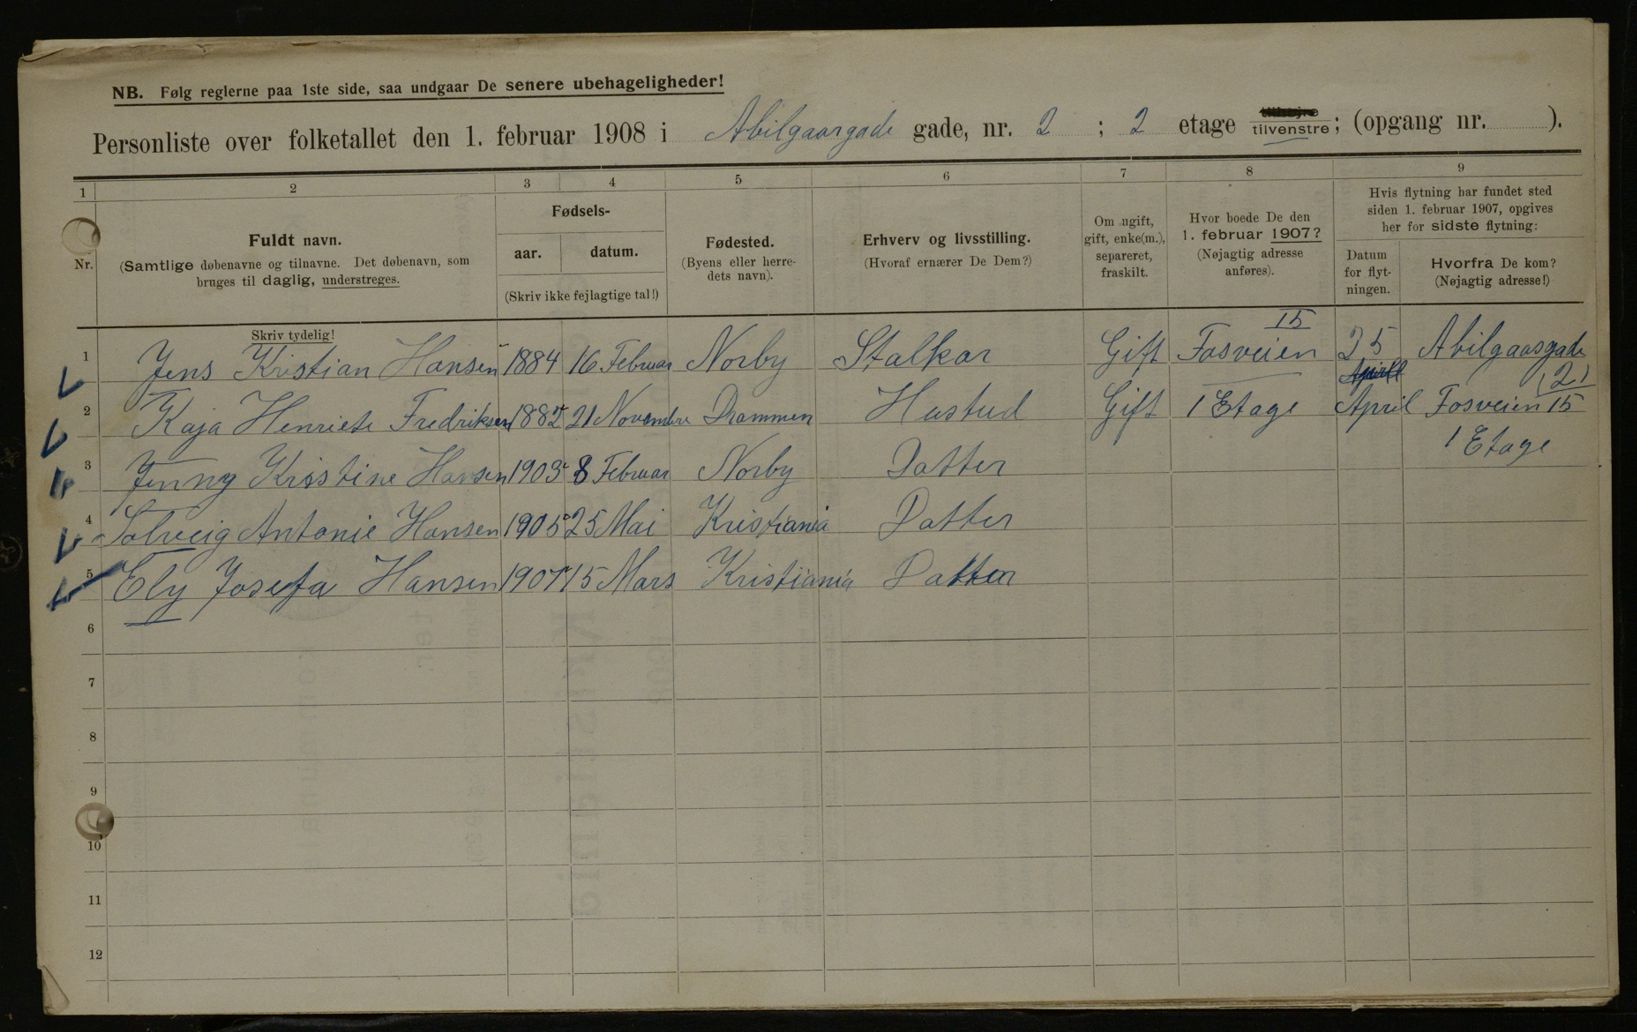 NB. Følg reglerne paa 1ste side, saa undgaar De senere ubehageligheder!
Personliste over folketallet den 1. februar 1908 i Abilgaargade gade, nr. 2 ; 2 etage tilvenstre; (opgang nr. ).
1 2 3 4 5 6 7 8 9
Nr. Fuldt navn. (Samtlige døbenavne og tilnavne. Det døbenavn, som bruges til daglig, understreges.
Skriv tydelig!
Fødsels-
aar. datum.
(Skriv ikke fejlagtige tal!)
Fødested. (Byens eller herredets navn).
Erhverv og livsstilling. (Hvoraf ernærer De Dem?)
Om ugift, gift, enke(m.), separeret, fraskilt.
Hvor boede De den 1. februar 1907? (Nøjagtig adresse anføres).
Hvis flytning har fundet sted siden 1. februar 1907, opgives her for sidste flytning:
Datum for flytningen.
Hvorfra De kom? (Nøjagtig adresse!)
15
1 Jens Kristian Hansen 1884 16 Februar Norby Stalkar Gift Fosveien 25 Abilgaasgade
(2)
2 Kaja Henriete Fredriksen 1882 21 Novembre Drammen Hustud Gift 1 Etage April Fosveien 15
1 Etage
3 Jenny Kristine Hansen 1903 8 Februar Norby Datter
4 Solveig Antonie Hansen 1905 25 Mai Kristiania Datter
5 Ely Josefa Hansen 1907 15 Mars Kristiania Datter
6
7
8
9
10
11
12